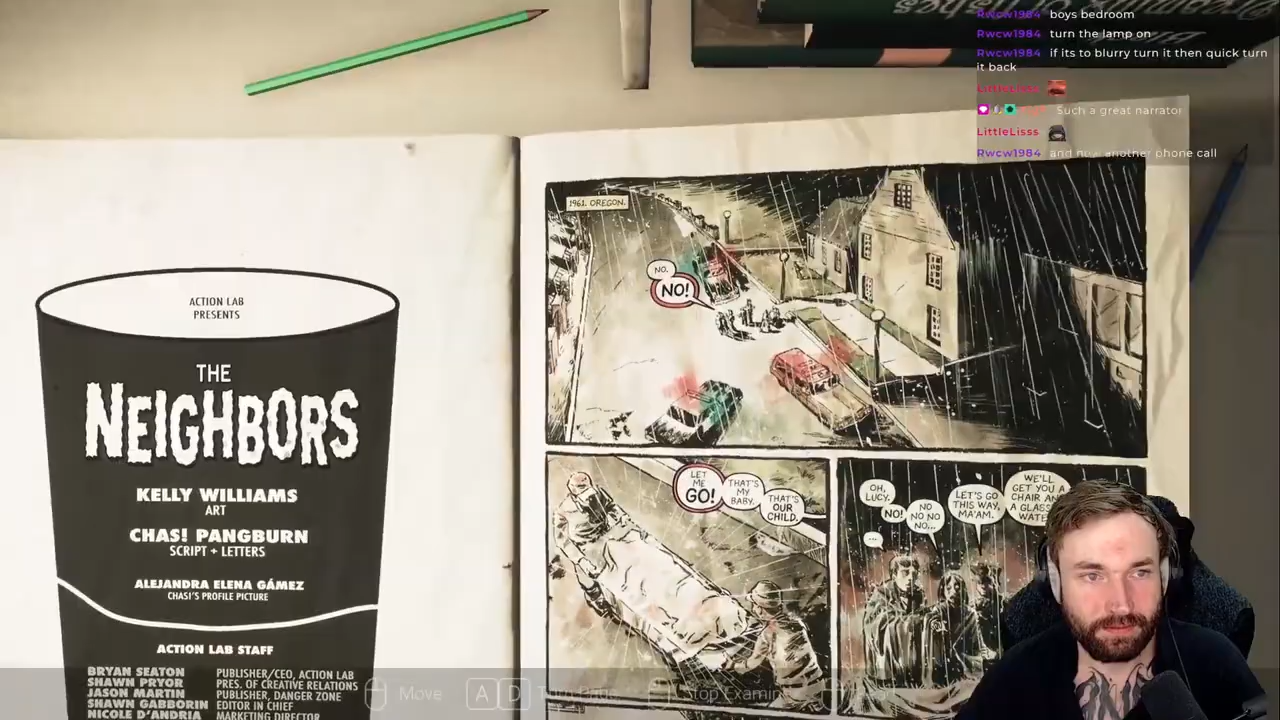 Rwcw1984 boys bedroom
Rwcw1984 turn the lamp on
Rwcw1984 if its to blurry turn it then quick turn
it back
LittleLisss
Such a great narrator
LittleLisss
Rwcw1984 and now another phone call
ACTION LAB
PRESENTS
THE
NEIGHBORS
KELLY WILLIAMS
ART
CHAS! PANGBURN
SCRIPT + LETTERS
ALEJANDRA ELENA GÁMEZ
CHAS!'S PROFILE PICTURE
ACTION LAB STAFF
BRYAN SEATON PUBLISHER/CEO, ACTION LAB
SHAWN PRYOR PRES. OF CREATIVE RELATIONS
JASON MARTIN PUBLISHER, DANGER ZONE
SHAWN GABBORIN EDITOR IN CHIEF
NICOLE D'ANDRIA MARKETING DIRECTOR
1961. OREGON.
NO.
NO!
LET
ME
GO!
THAT'S
MY
BABY.
THAT'S
OUR
CHILD.
OH,
LUCY.
NO!
NO
NO NO
NO...
LET'S GO
THIS WAY,
MA'AM.
WE'LL
GET YOU A
CHAIR AND
A GLASS
...
Move
A D Turn Page
Stop Examine